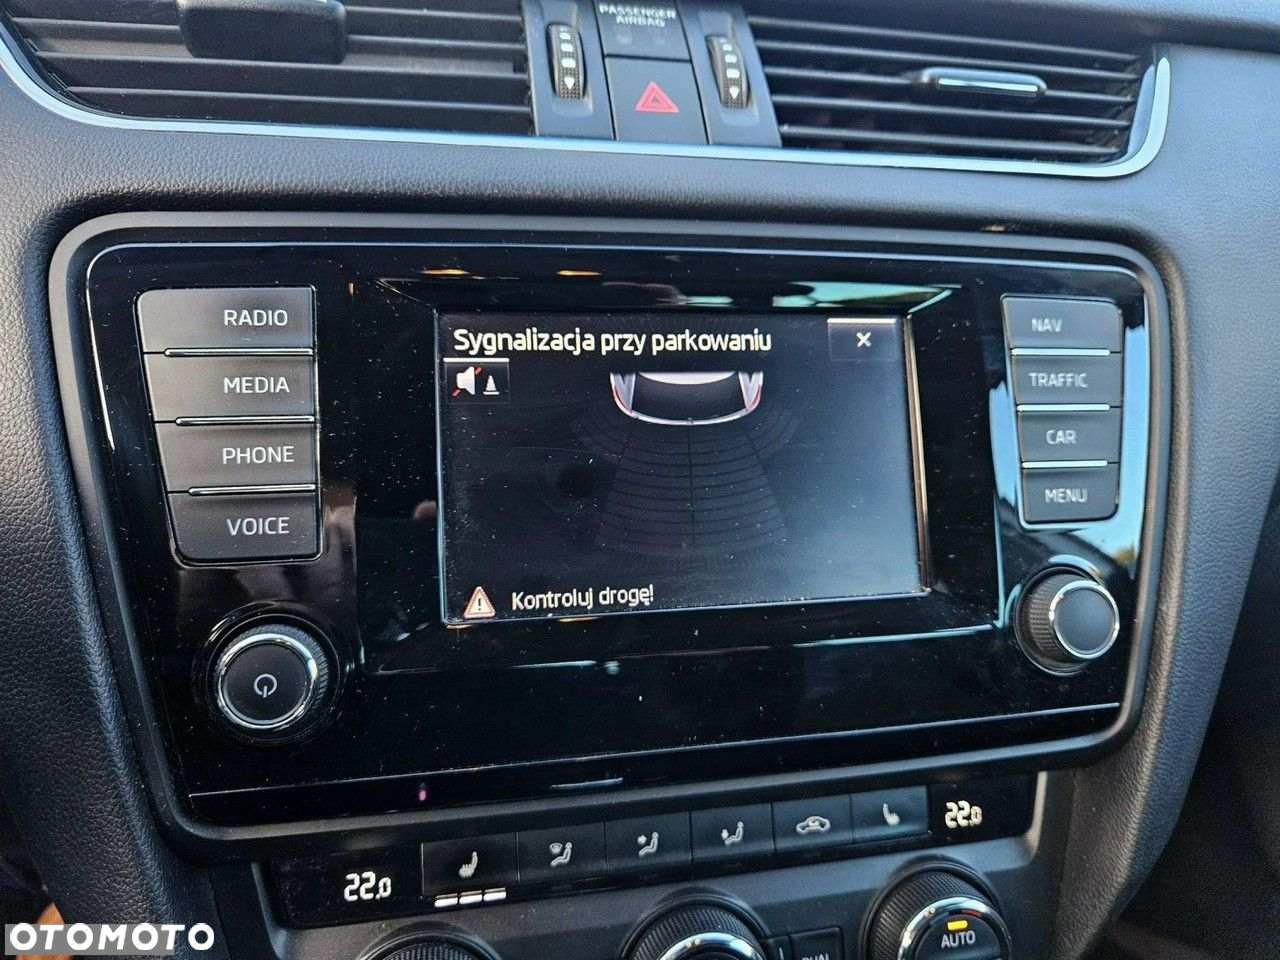 PASSENGER
AIRBAG
RADIO
MEDIA
PHONE
VOICE
Sygnalizacja przy parkowaniu
Kontroluj drogę!
NAV
TRAFFIC
CAR
MENU
22.0
22.0
AUTO
DUAL
OTOMOTO